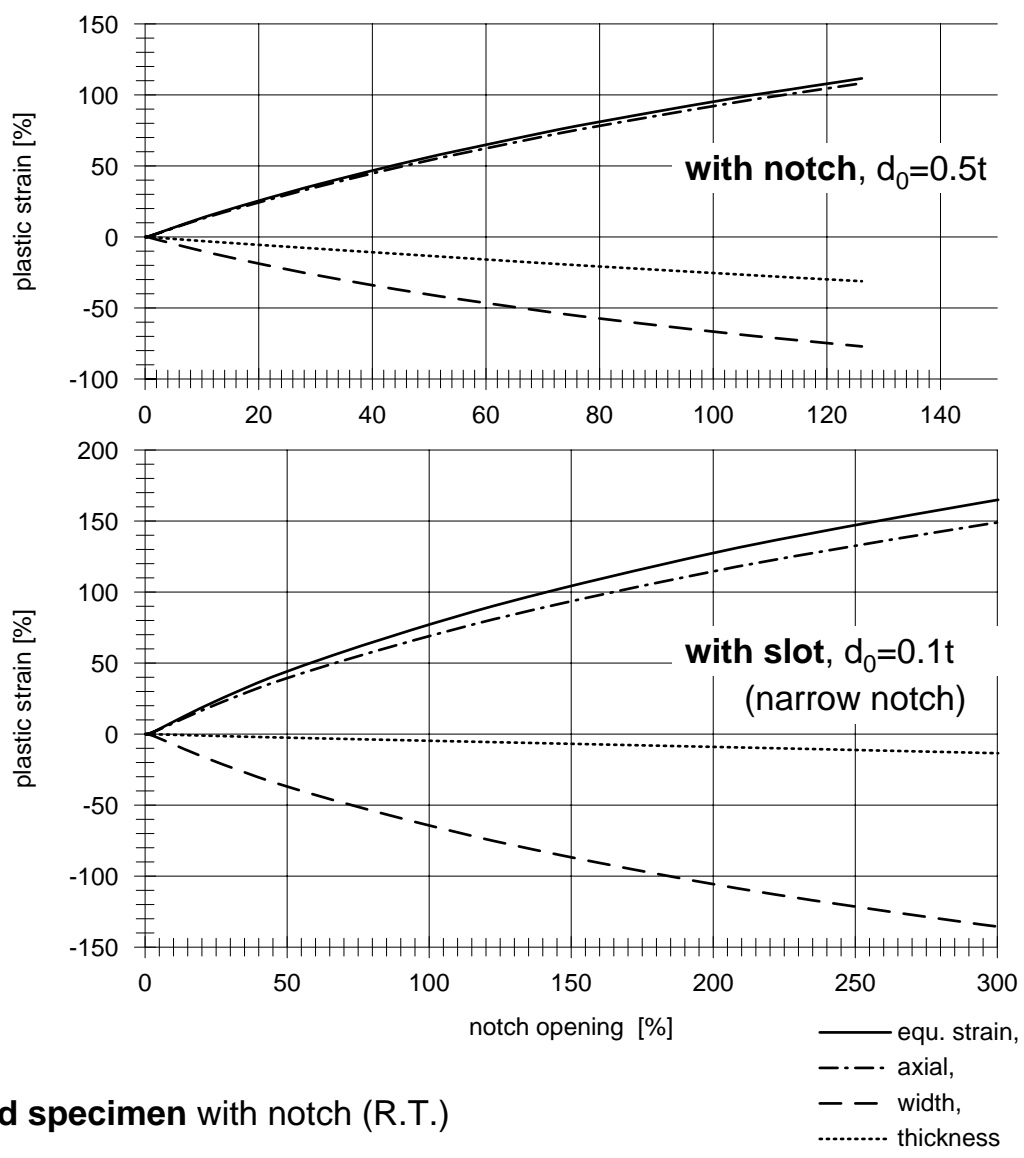 150
100
50
0
-50
-100
plastic strain [%]
with notch, d0=0.5t
0 20 40 60 80 100 120 140
200
150
100
50
0
-50
-100
-150
plastic strain [%]
with slot, d0=0.1t
(narrow notch)
0 50 100 150 200 250 300
notch opening [%]
equ. strain,
axial,
width,
thickness
d specimen with notch (R.T.)